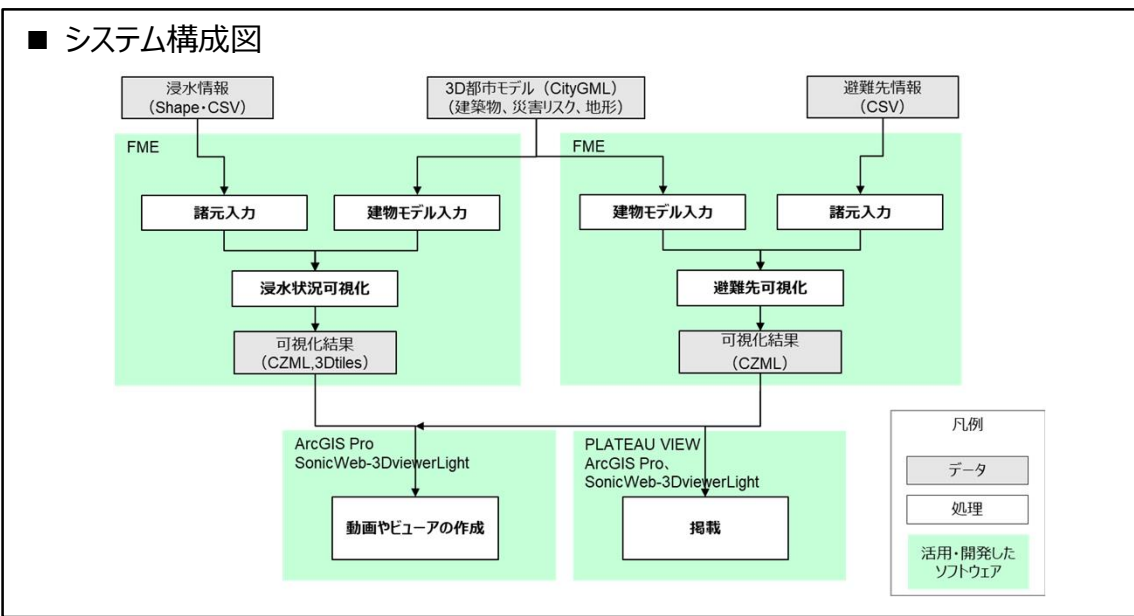 ■ システム構成図
浸水情報
（Shape・CSV）
3D都市モデル（CityGML）
（建築物、災害リスク、地形）
避難先情報
（CSV）
FME
FME
諸元入力
建物モデル入力
建物モデル入力
諸元入力
浸水状況可視化
避難先可視化
可視化結果
（CZML,3Dtiles）
可視化結果
（CZML）
ArcGIS Pro
SonicWeb-3DviewerLight
動画やビューアの作成
PLATEAU VIEW
ArcGIS Pro、
SonicWeb-3DviewerLight
掲載
凡例
データ
処理
活用・開発した
ソフトウェア